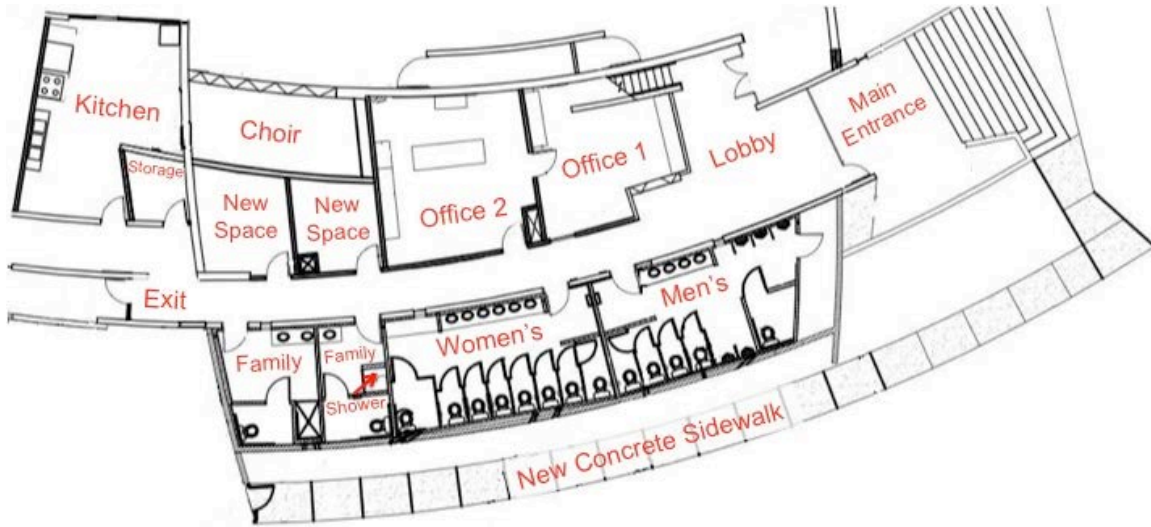 Kitchen
Storage
Choir
New
Space
New
Space
Office 2
Office 1
Lobby
Main
Entrance
Exit
Family
Family
Shower
Women's
Men's
New Concrete Sidewalk